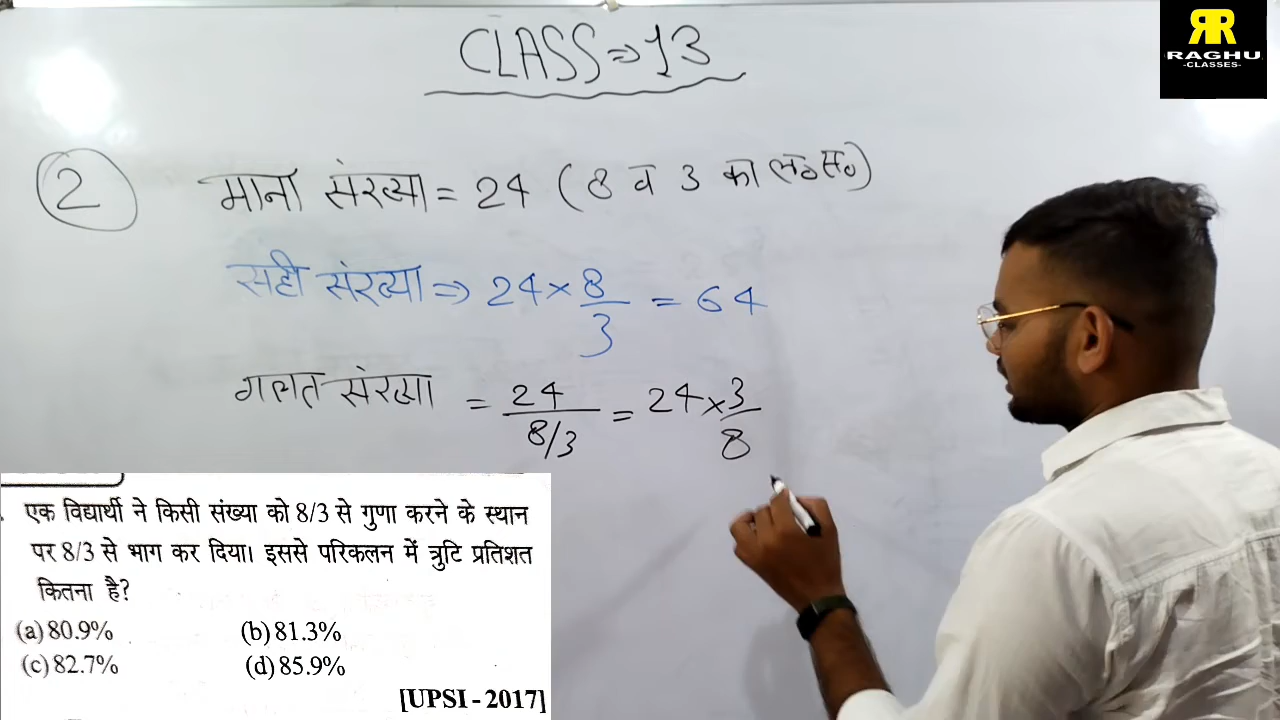 CLASS⇒13
RAGHU
-CLASSES-
2 माना संख्या = 24 (8 व 3 का ल०स०)
सही संख्या ⇒ 24 × 8/3 = 64
गलत संख्या = 24/8/3 = 24 × 3/8
एक विद्यार्थी ने किसी संख्या को 8/3 से गुणा करने के स्थान
पर 8/3 से भाग कर दिया। इससे परिकलन में त्रुटि प्रतिशत
कितना है?
(a) 80.9% (b) 81.3%
(c) 82.7% (d) 85.9%
[UPSI - 2017]